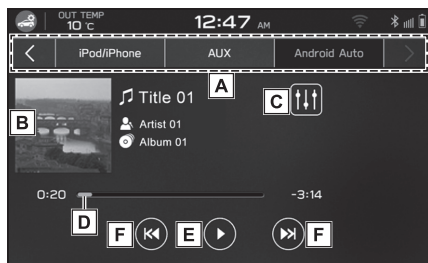 OUT TEMP
10 °C
12:47 AM
iPod/iPhone AUX Android Auto
A
B
Title 01
C
Artist 01
Album 01
0:20 -3:14
D
F E F